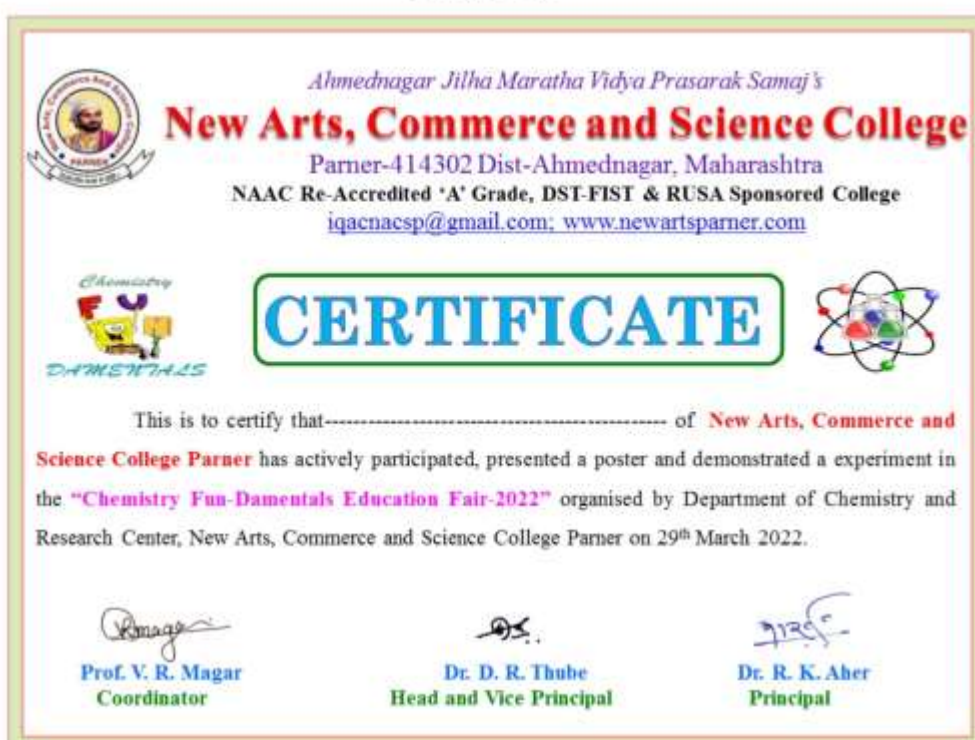 Ahmednagar Jilha Maratha Vidya Prasarak Samaj's
New Arts, Commerce and Science College
Parner-414302 Dist-Ahmednagar, Maharashtra
NAAC Re-Accredited 'A' Grade, DST-FIST & RUSA Sponsored College
iqacnacsp@gmail.com; www.newartsparner.com
Chemistry
FU
DAMENTALS
CERTIFICATE
This is to certify that----------------------------------------------- of New Arts, Commerce and
Science College Parner has actively participated, presented a poster and demonstrated a experiment in
the “Chemistry Fun-Damentals Education Fair-2022” organised by Department of Chemistry and
Research Center, New Arts, Commerce and Science College Parner on 29th March 2022.
Prof. V. R. Magar
Coordinator
Dr. D. R. Thube
Head and Vice Principal
Dr. R. K. Aher
Principal